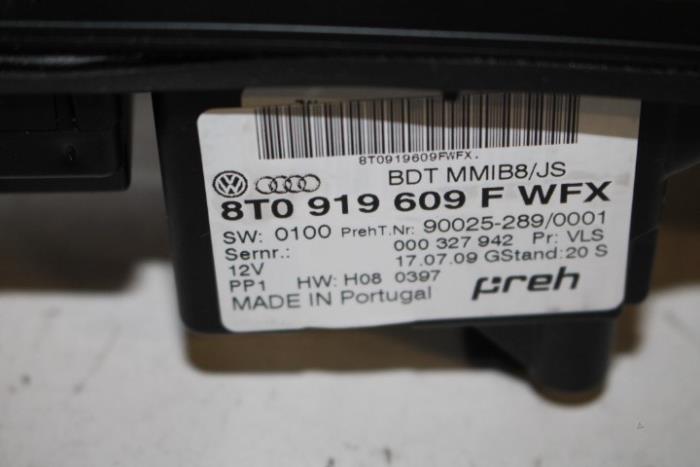 8T0919609FWFX.
BDT MMIB8/JS
8T0 919 609 F WFX
SW: 0100 PrehT.Nr: 90025-289/0001
Sernr.: 000 327 942 Pr: VLS
12V 17.07.09 GStand: 20 S
PP1 HW: H08 0397
MADE IN Portugal preh